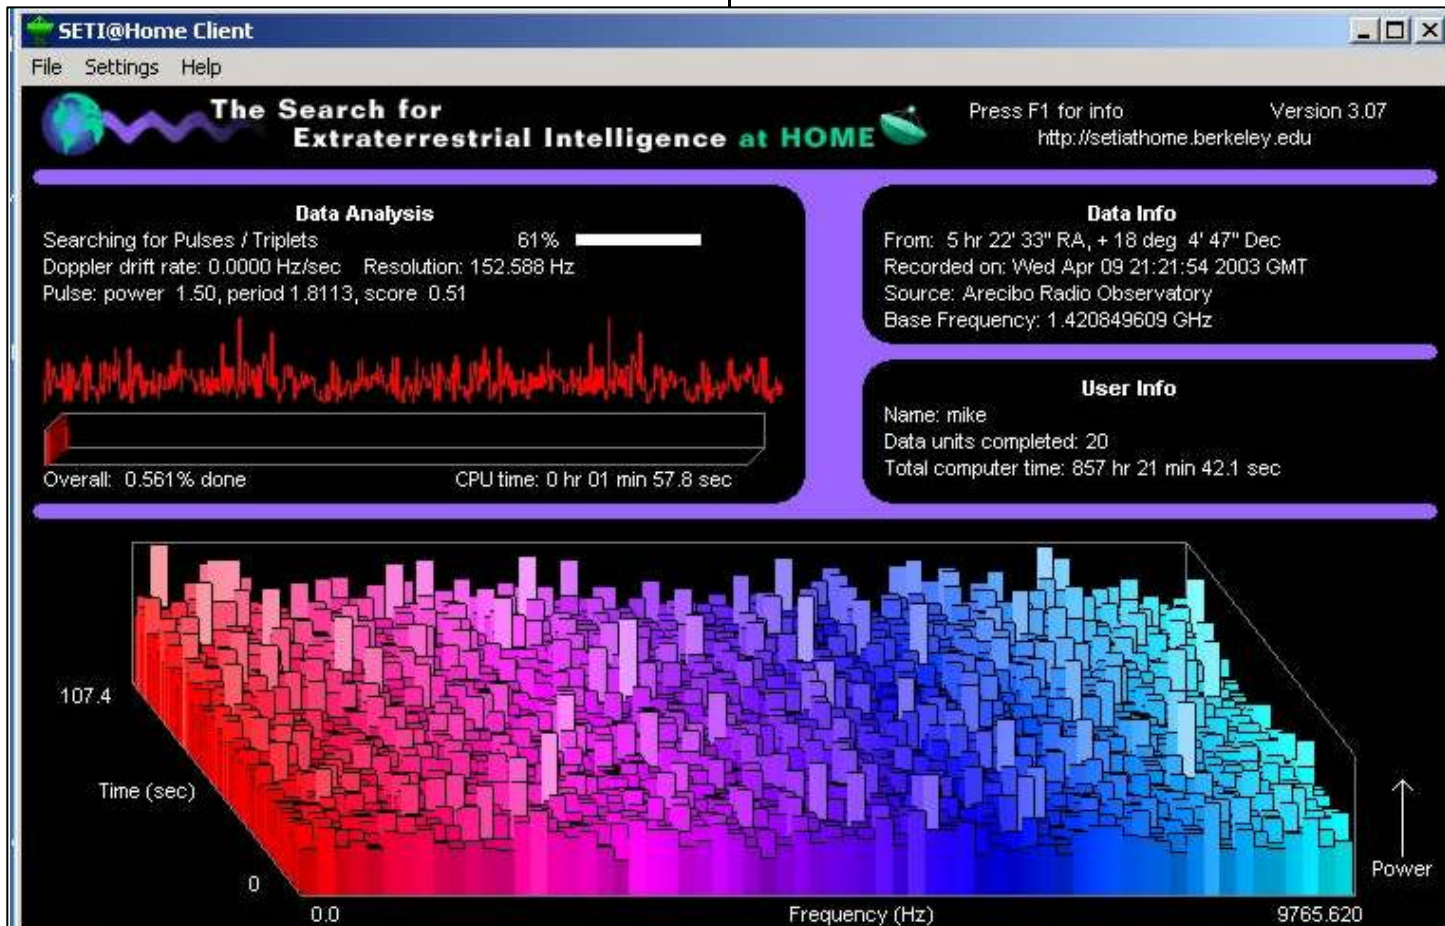 SETI@Home Client
File Settings Help
The Search for
Extraterrestrial Intelligence at HOME
Press F1 for info Version 3.07
http://setiathome.berkeley.edu
Data Analysis
Searching for Pulses / Triplets 61%
Doppler drift rate: 0.0000 Hz/sec Resolution: 152.588 Hz
Pulse: power 1.50, period 1.8113, score 0.51
Overall: 0.561% done CPU time: 0 hr 01 min 57.8 sec
Data Info
From: 5 hr 22' 33" RA, + 18 deg 4' 47" Dec
Recorded on: Wed Apr 09 21:21:54 2003 GMT
Source: Arecibo Radio Observatory
Base Frequency: 1.420849609 GHz
User Info
Name: mike
Data units completed: 20
Total computer time: 857 hr 21 min 42.1 sec
107.4
Time (sec)
0
Power
0.0 Frequency (Hz) 9765.620